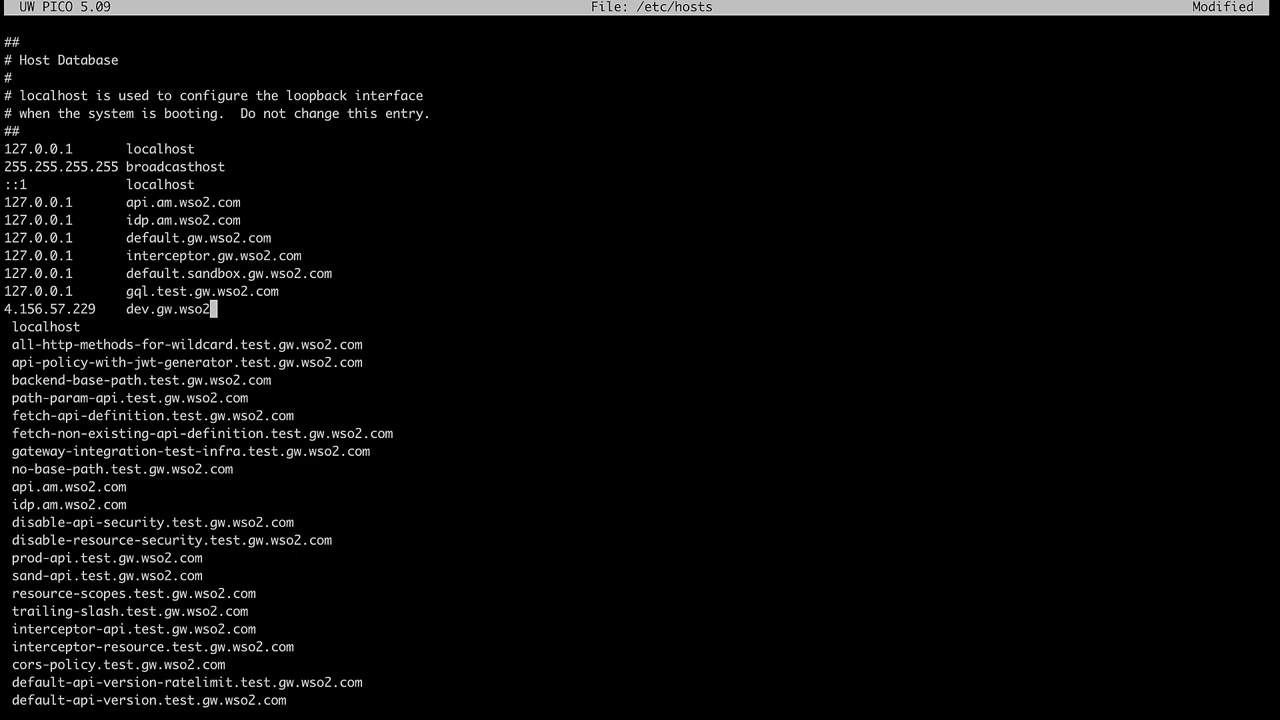 UW PICO 5.09 File: /etc/hosts Modified
##
# Host Database
#
# localhost is used to configure the loopback interface
# when the system is booting.  Do not change this entry.
##
127.0.0.1       localhost
255.255.255.255 broadcasthost
::1             localhost
127.0.0.1       api.am.wso2.com
127.0.0.1       idp.am.wso2.com
127.0.0.1       default.gw.wso2.com
127.0.0.1       interceptor.gw.wso2.com
127.0.0.1       default.sandbox.gw.wso2.com
127.0.0.1       gql.test.gw.wso2.com
4.156.57.229    dev.gw.wso2
localhost
all-http-methods-for-wildcard.test.gw.wso2.com
api-policy-with-jwt-generator.test.gw.wso2.com
backend-base-path.test.gw.wso2.com
path-param-api.test.gw.wso2.com
fetch-api-definition.test.gw.wso2.com
fetch-non-existing-api-definition.test.gw.wso2.com
gateway-integration-test-infra.test.gw.wso2.com
no-base-path.test.gw.wso2.com
api.am.wso2.com
idp.am.wso2.com
disable-api-security.test.gw.wso2.com
disable-resource-security.test.gw.wso2.com
prod-api.test.gw.wso2.com
sand-api.test.gw.wso2.com
resource-scopes.test.gw.wso2.com
trailing-slash.test.gw.wso2.com
interceptor-api.test.gw.wso2.com
interceptor-resource.test.gw.wso2.com
cors-policy.test.gw.wso2.com
default-api-version-ratelimit.test.gw.wso2.com
default-api-version.test.gw.wso2.com